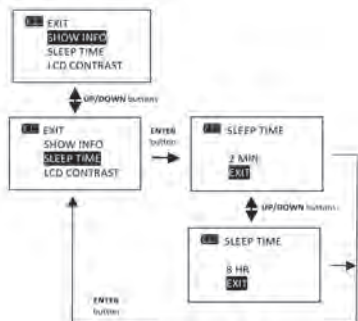 EXIT
SHOW INFO
SLEEP TIME
LCD CONTRAST
UP/DOWN buttons
EXIT
SHOW INFO
SLEEP TIME
LCD CONTRAST
ENTER
button
SLEEP TIME
2 MIN
EXIT
UP/DOWN buttons
SLEEP TIME
8 HR
EXIT
ENTER
button